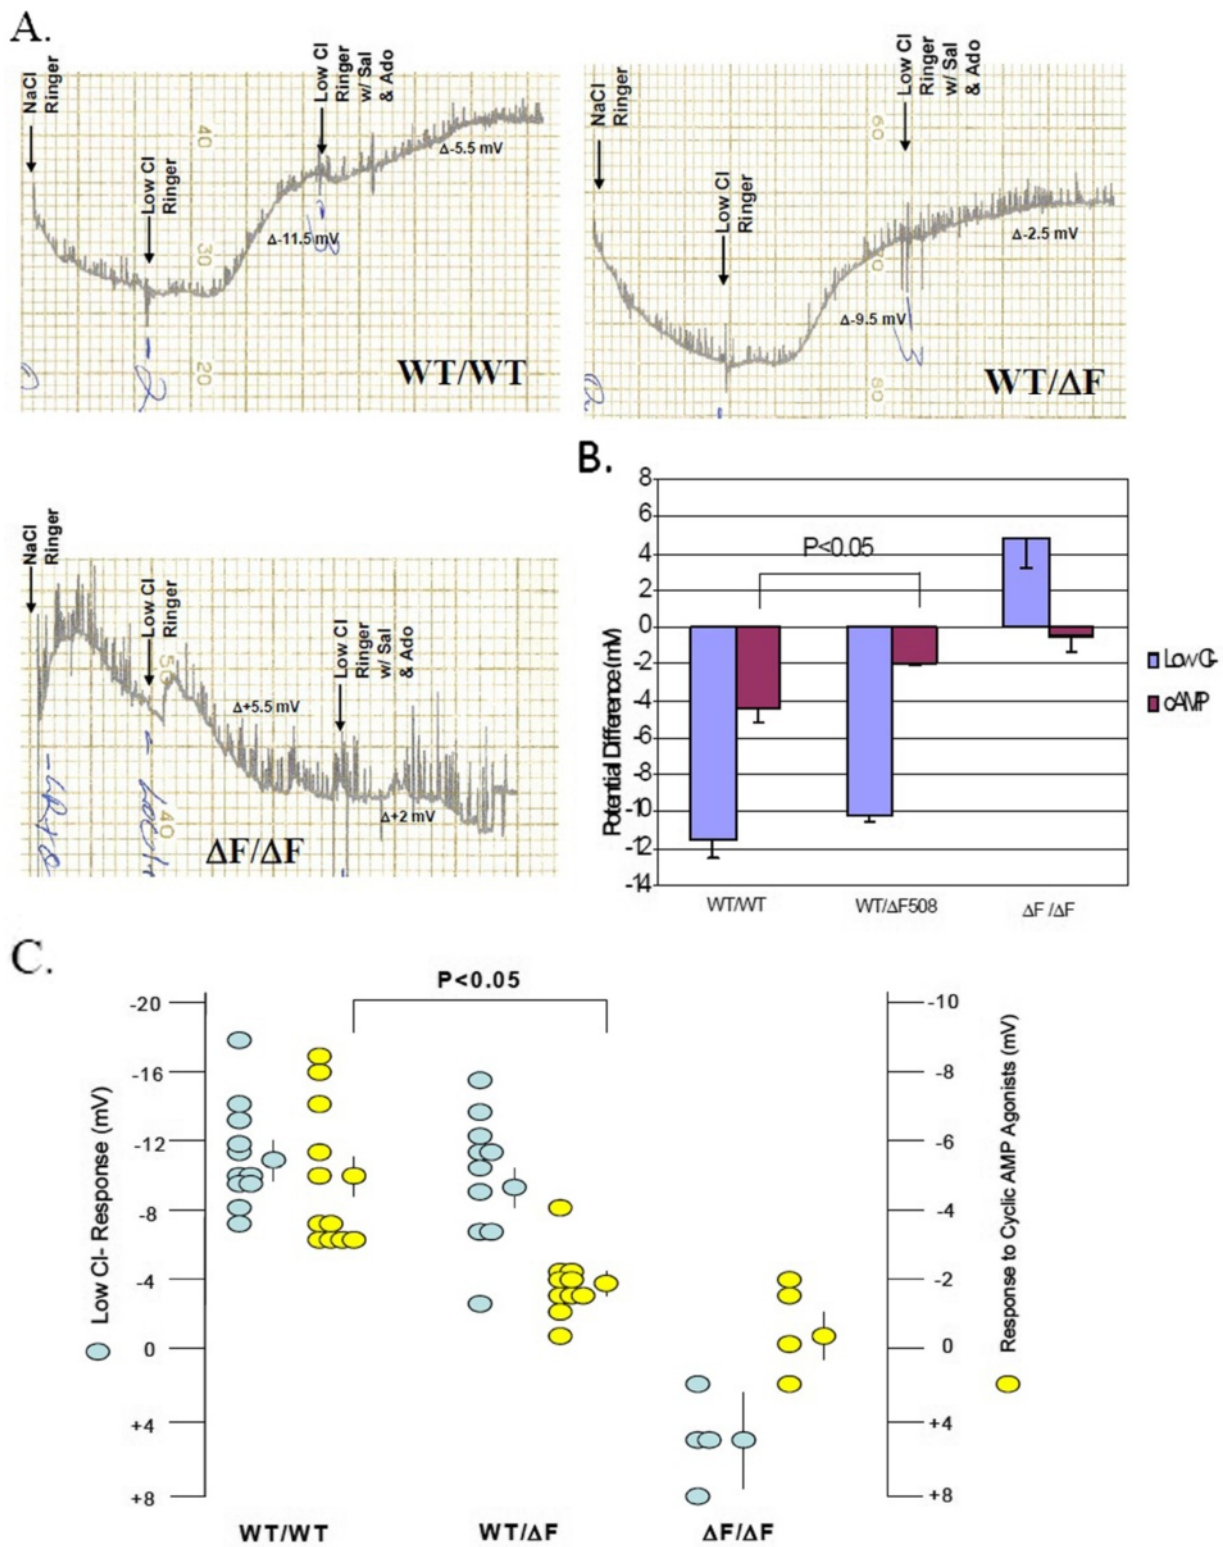 A.
NaCl
Ringer
Low Cl
Ringer
Low Cl
Ringer
w/ Sal
& Ado
40
30
20
Δ-11.5 mV
Δ-5.5 mV
WT/WT
NaCl
Ringer
Low Cl
Ringer
Low Cl
Ringer
w/ Sal
& Ado
60
80
Δ-9.5 mV
Δ-2.5 mV
WT/ΔF
NaCl
Ringer
Low Cl
Ringer
Low Cl
Ringer
w/ Sal
& Ado
50
40
Δ+5.5 mV
Δ+2 mV
ΔF/ΔF
B.
8
6
4
2
0
-2
-4
-6
-8
-10
-12
-14
Potential Difference (mV)
P<0.05
WT/WT
WT/ΔF508
ΔF /ΔF
Low Cl-
cAMP
C.
P<0.05
-20
-16
-12
-8
-4
0
+4
+8
Low Cl- Response (mV)
-10
-8
-6
-4
-2
0
+4
+8
Response to Cyclic AMP Agonists (mV)
WT/WT
WT/ΔF
ΔF/ΔF